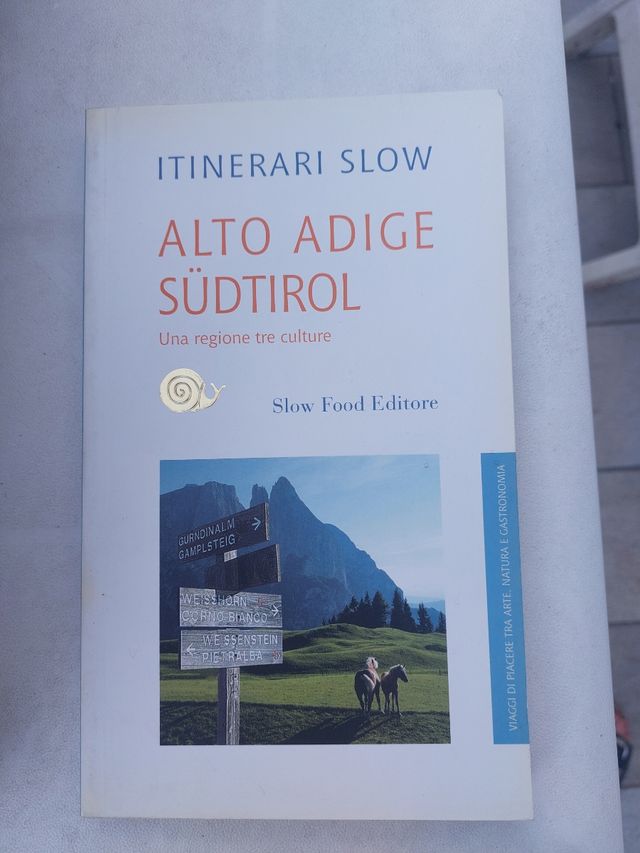 ITINERARI SLOW
ALTO ADIGE
SÜDTIROL
Una regione tre culture
Slow Food Editore
GURNDINALM
GAMPLSTEIG
WEISSHORN
CORNO BIANCO
WEISSENSTEIN
PIETRALBA
VIAGGI DI PIACERE TRA ARTE, NATURA E GASTRONOMIA